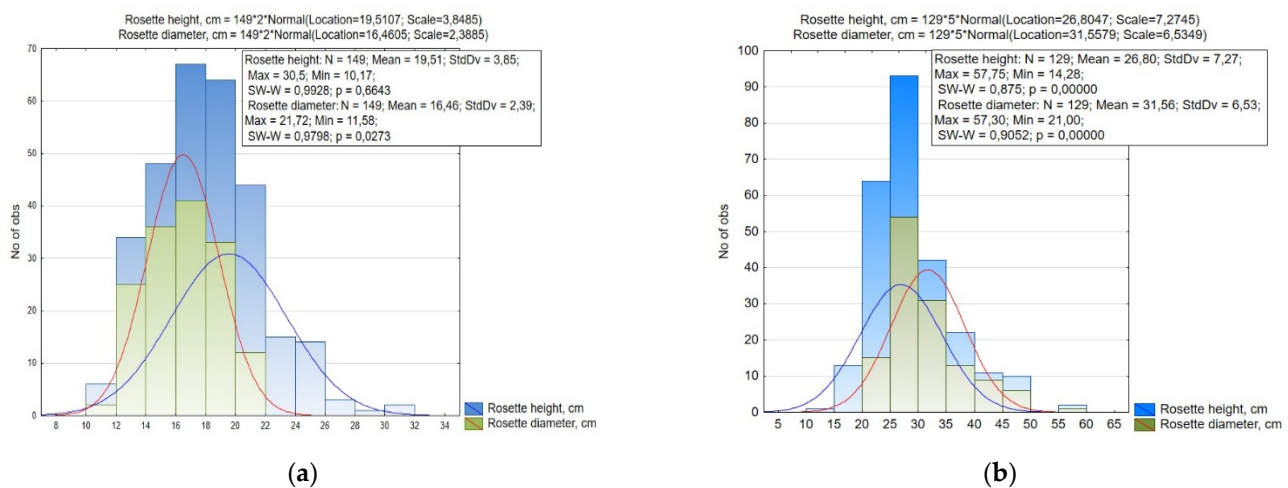 Rosette height, cm = 149*2*Normal(Location=19,5107; Scale=3,8485)
Rosette diameter, cm = 149*2*Normal(Location=16,4605; Scale=2,3885)
Rosette height: N = 149; Mean = 19,51; StdDv = 3,85;
Max = 30,5; Min = 10,17;
SW-W = 0,9928; p = 0,6643
Rosette diameter: N = 149; Mean = 16,46; StdDv = 2,39;
Max = 21,72; Min = 11,58;
SW-W = 0,9798; p = 0,0273
No of obs
70
60
50
40
30
20
10
0
8 10 12 14 16 18 20 22 24 26 28 30 32 34
Rosette height, cm
Rosette diameter, cm
(a)
Rosette height, cm = 129*5*Normal(Location=26,8047; Scale=7,2745)
Rosette diameter, cm = 129*5*Normal(Location=31,5579; Scale=6,5349)
Rosette height: N = 129; Mean = 26,80; StdDv = 7,27;
Max = 57,75; Min = 14,28;
SW-W = 0,875; p = 0,00000
Rosette diameter: N = 129; Mean = 31,56; StdDv = 6,53;
Max = 57,30; Min = 21,00;
SW-W = 0,9052; p = 0,00000
No of obs
100
90
80
70
60
50
40
30
20
10
0
5 10 15 20 25 30 35 40 45 50 55 60 65
Rosette height, cm
Rosette diameter, cm
(b)